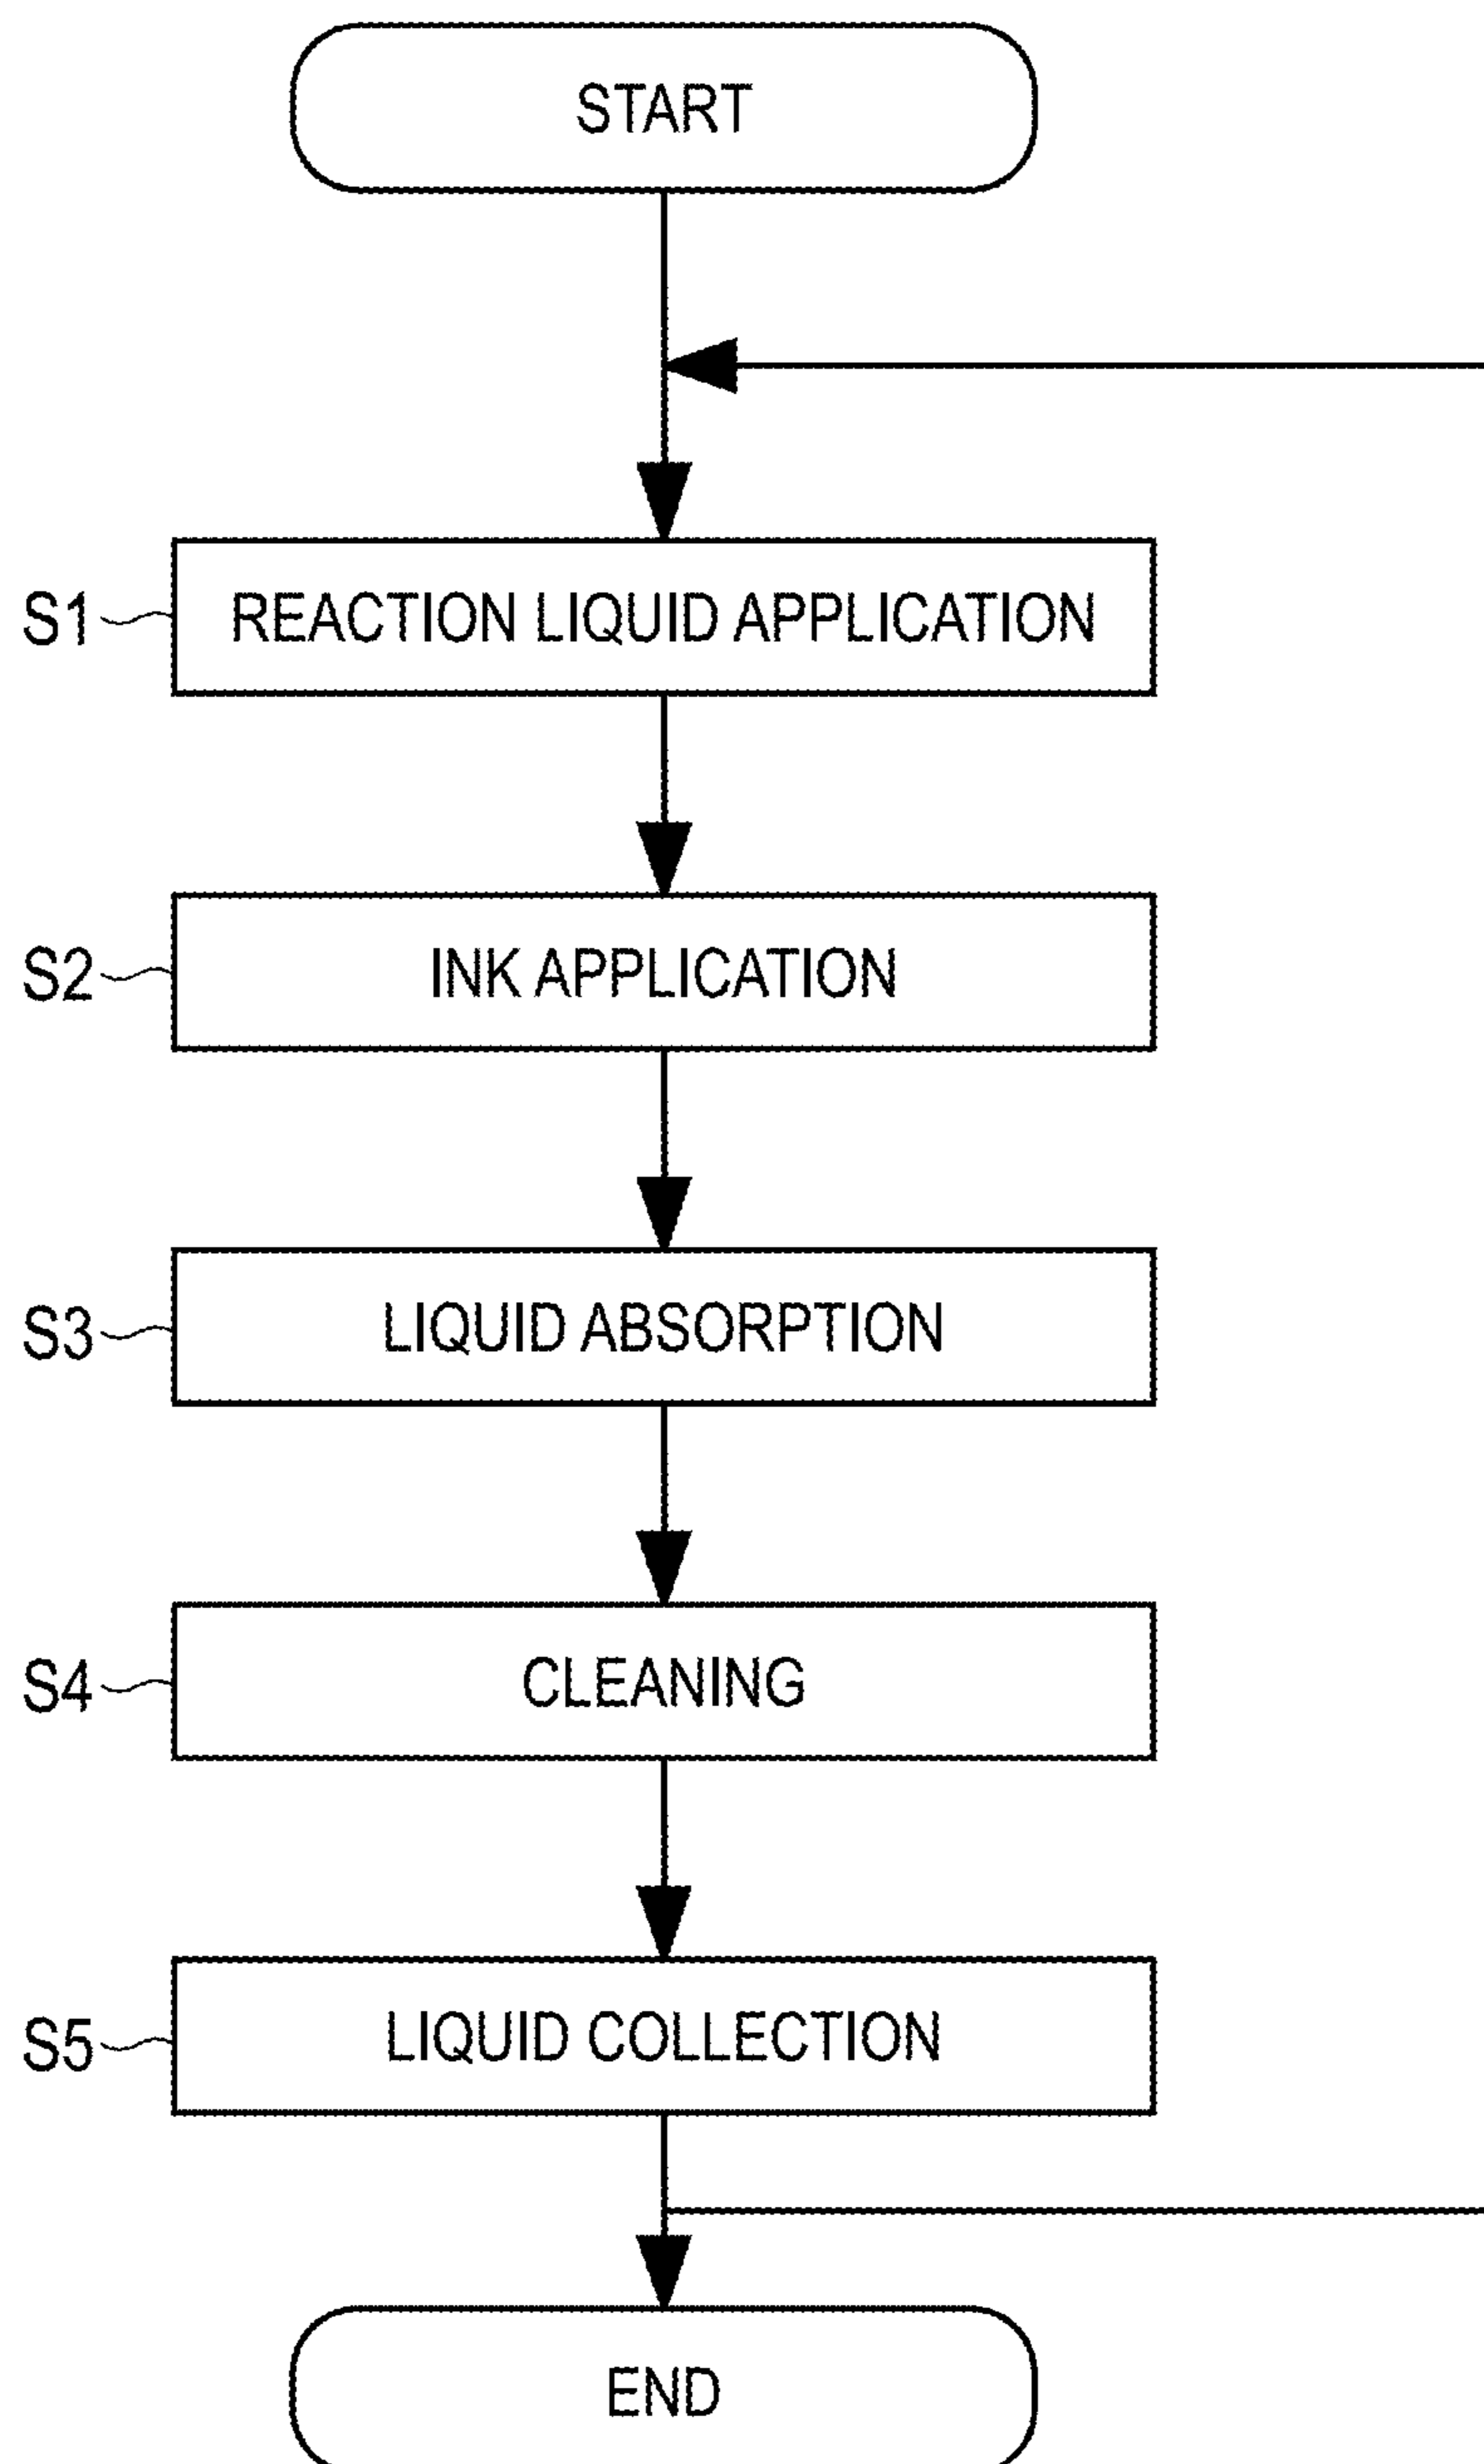 START
S1 REACTION LIQUID APPLICATION
S2 INK APPLICATION
S3 LIQUID ABSORPTION
S4 CLEANING
S5 LIQUID COLLECTION
END